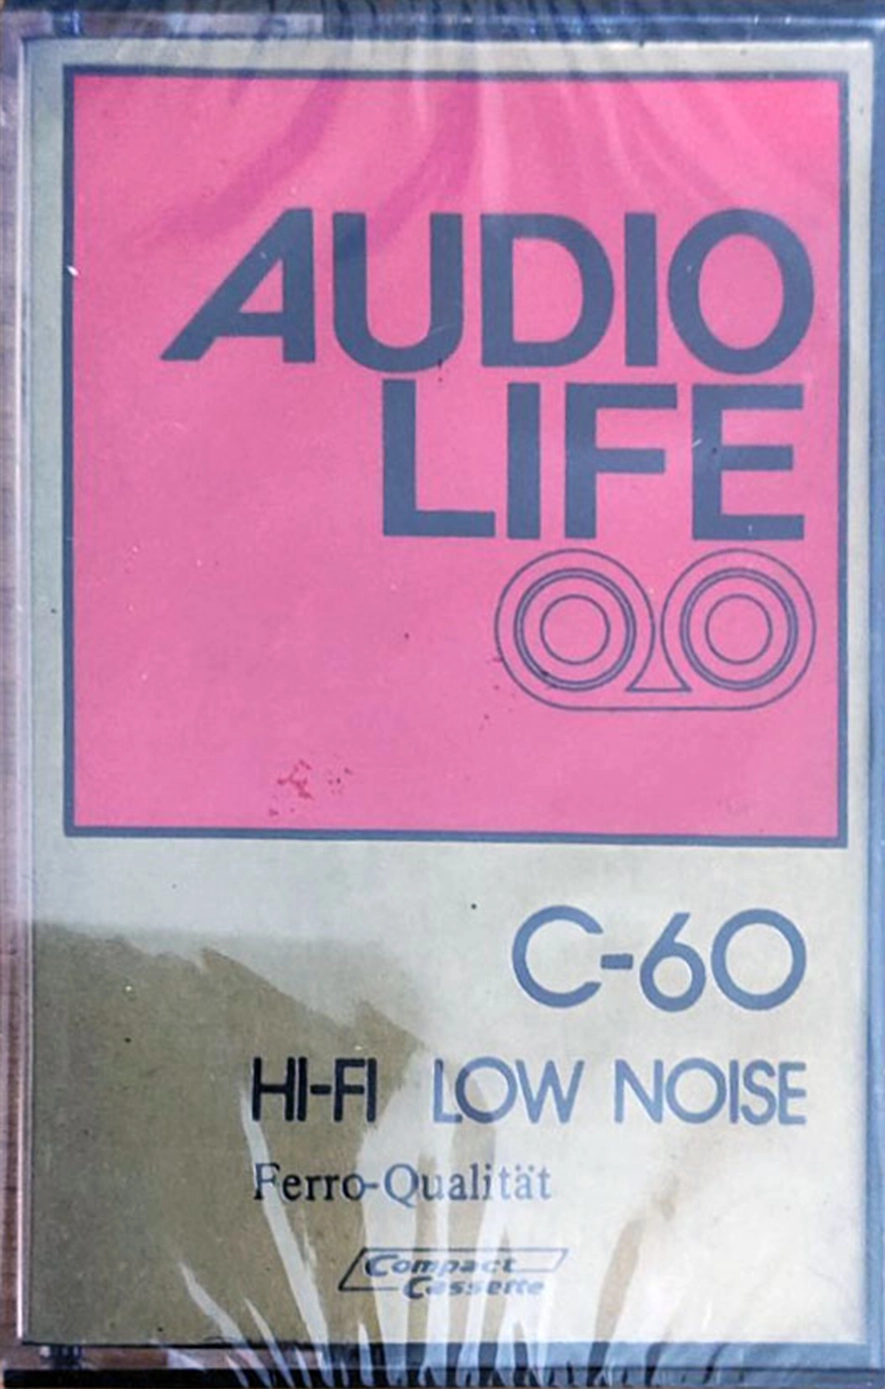 AUDIO
LIFE
C-60
HI-FI LOW NOISE
Ferro-Qualität
Compact
Cassette